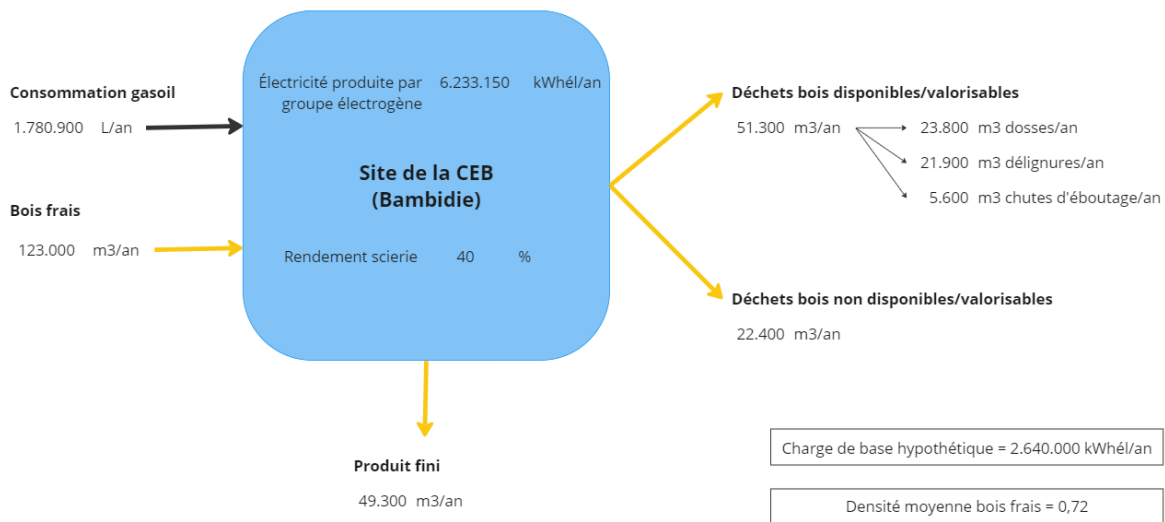 Consommation gasoil
1.780.900 L/an
Bois frais
123.000 m3/an
Électricité produite par 6.233.150 kWhél/an
groupe électrogène
Site de la CEB
(Bambidie)
Rendement scierie 40 %
Déchets bois disponibles/valorisables
51.300 m3/an
23.800 m3 dosses/an
21.900 m3 délignures/an
5.600 m3 chutes d'éboutage/an
Déchets bois non disponibles/valorisables
22.400 m3/an
Produit fini
49.300 m3/an
Charge de base hypothétique = 2.640.000 kWhél/an
Densité moyenne bois frais = 0,72